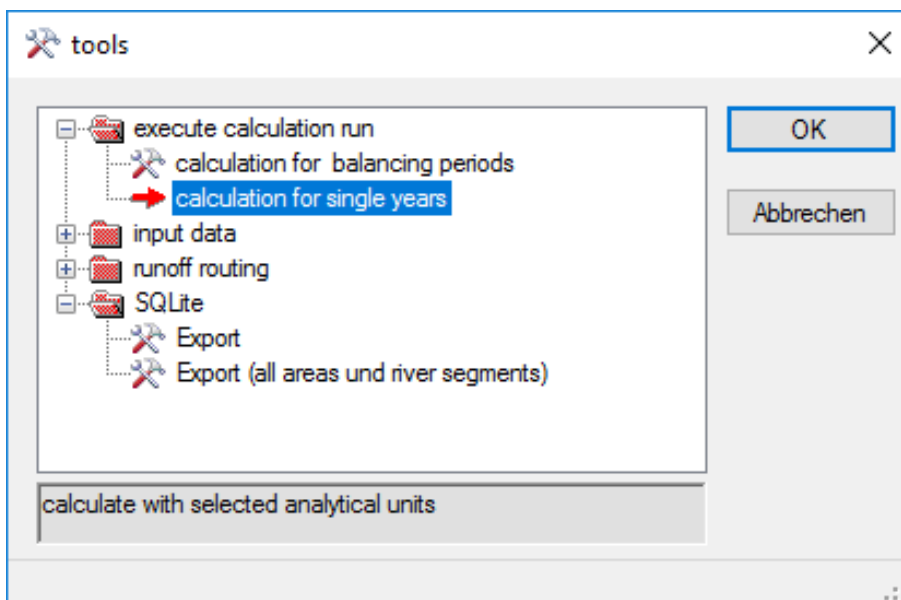 tools
execute calculation run
calculation for balancing periods
calculation for single years
input data
runoff routing
SQLite
Export
Export (all areas und river segments)
OK
Abbrechen
calculate with selected analytical units